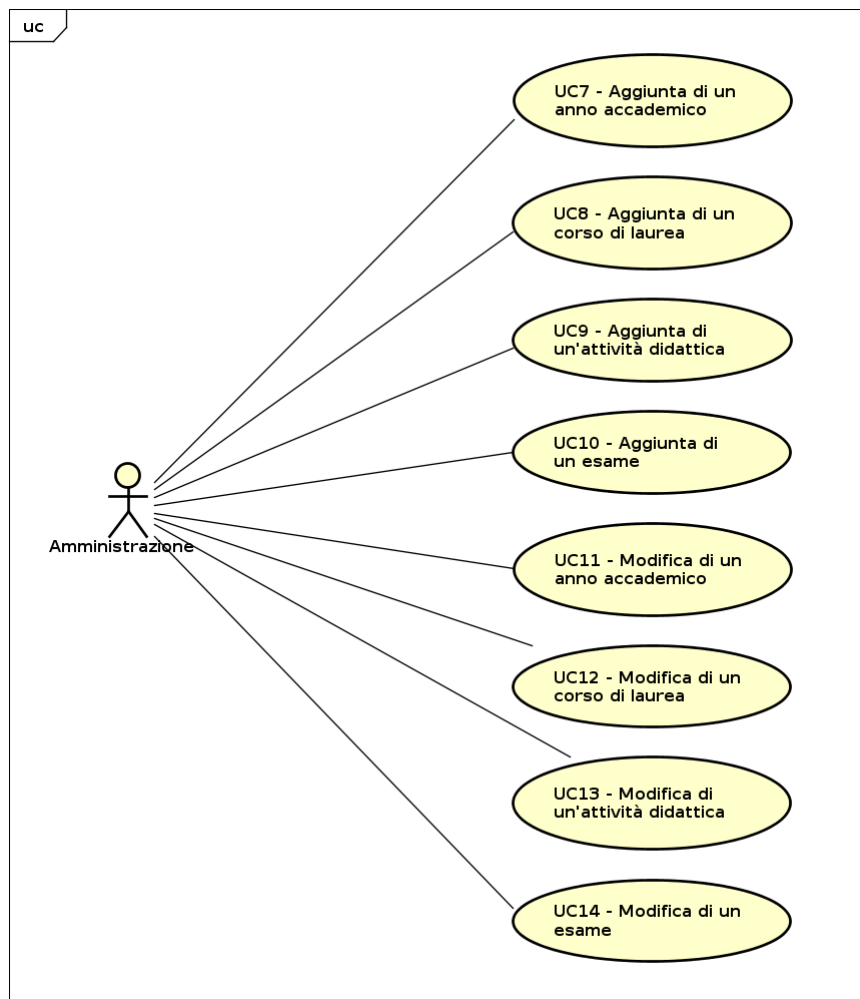 uc
UC7 - Aggiunta di un
anno accademico
UC8 - Aggiunta di un
corso di laurea
UC9 - Aggiunta di
un'attività didattica
UC10 - Aggiunta di
un esame
Amministrazione
UC11 - Modifica di un
anno accademico
UC12 - Modifica di un
corso di laurea
UC13 - Modifica di
un'attività didattica
UC14 - Modifica di un
esame